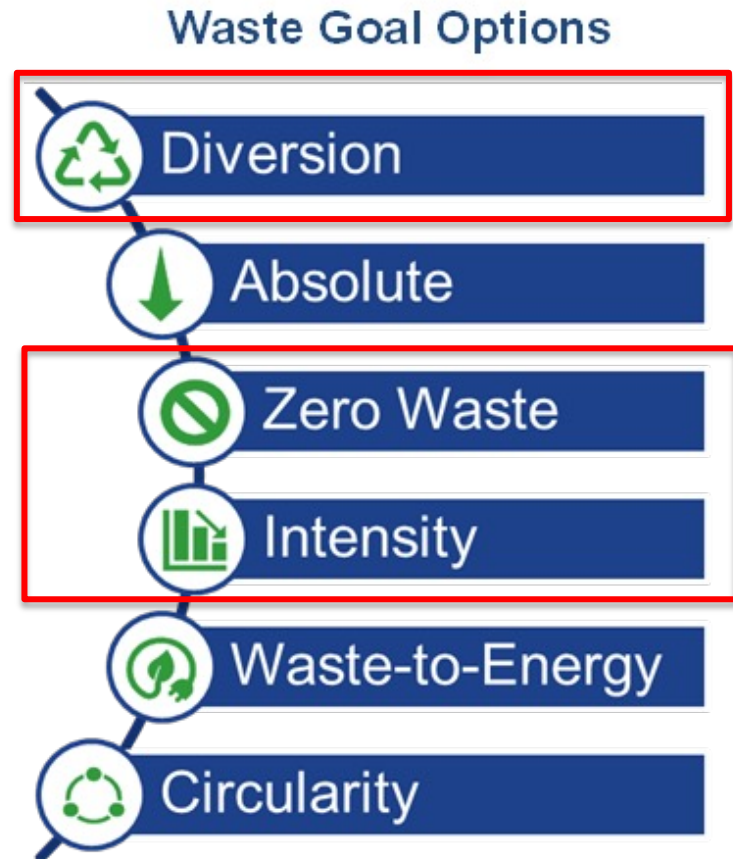 Waste Goal Options
Diversion
Absolute
Zero Waste
Intensity
Waste-to-Energy
Circularity